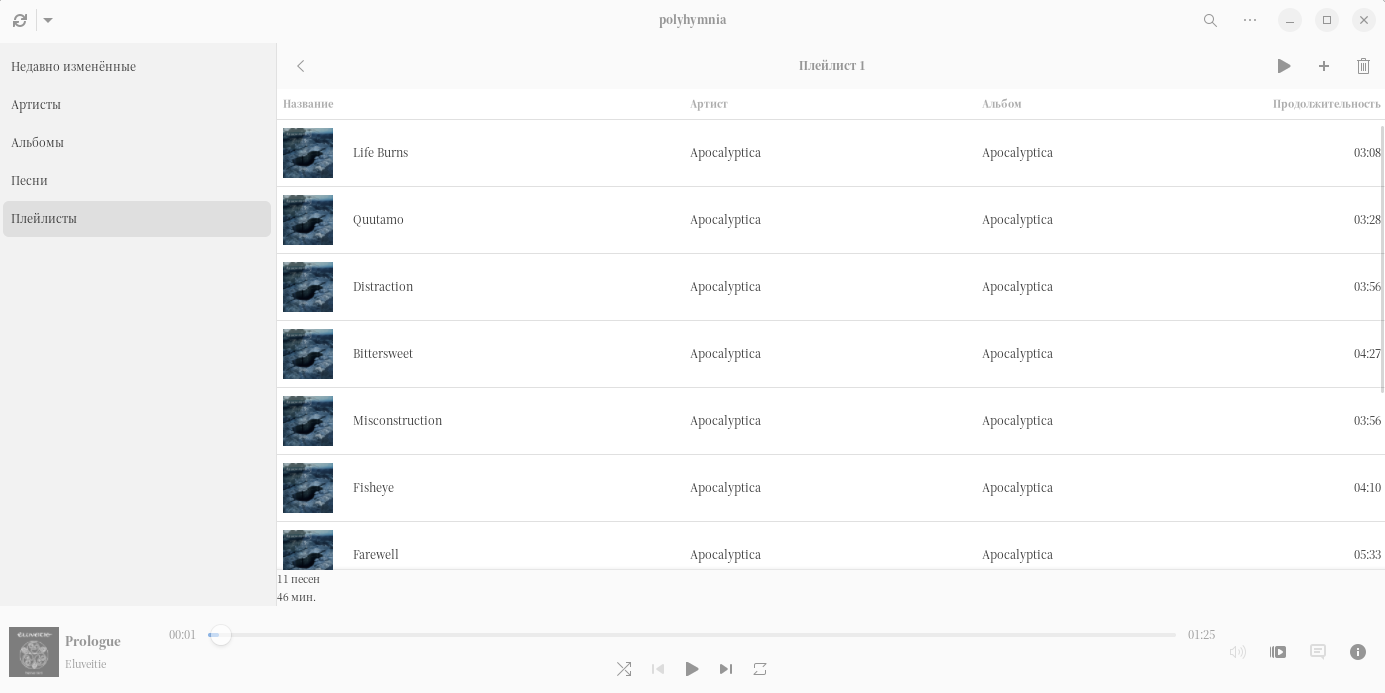 polyhymnia
Недавно изменённые
Артисты
Альбомы
Песни
Плейлисты
Плейлист 1
Название Артист Альбом Продолжительность
Life Burns Apocalyptica Apocalyptica 03:08
Quutamo Apocalyptica Apocalyptica 03:28
Distraction Apocalyptica Apocalyptica 03:56
Bittersweet Apocalyptica Apocalyptica 04:27
Misconstruction Apocalyptica Apocalyptica 03:56
Fisheye Apocalyptica Apocalyptica 04:10
Farewell Apocalyptica Apocalyptica 05:33
11 песен
46 мин.
ELUVEITIE
Prologue
Eluveitie
00:01 01:25